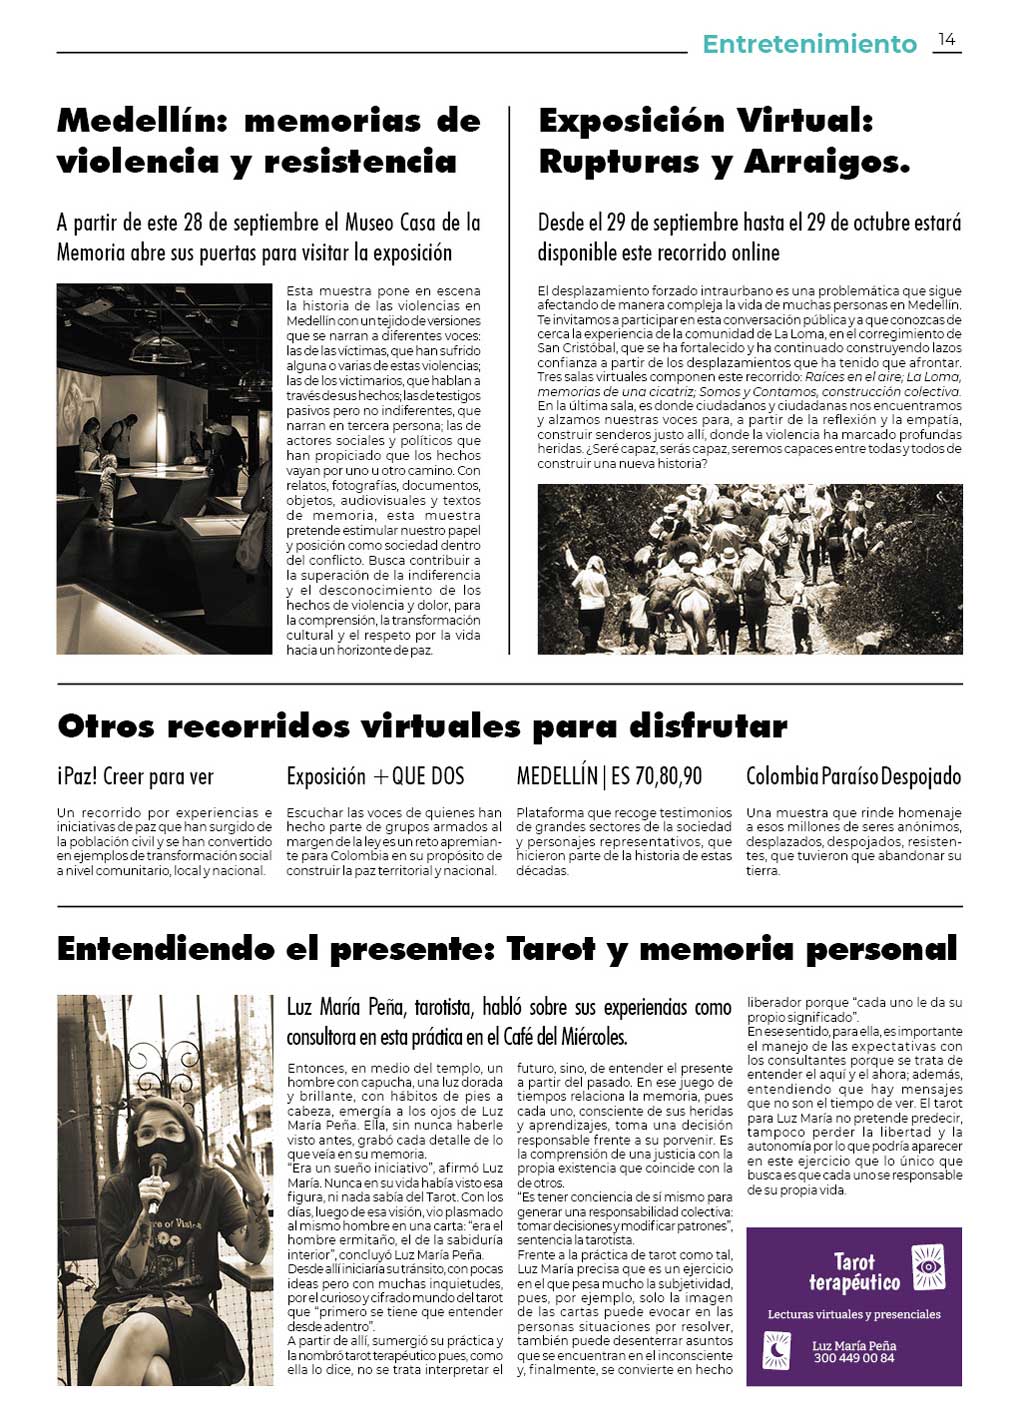 Entretenimiento
14
Medellín: memorias de
violencia y resistencia
A partir de este 28 de septiembre el Museo Casa de la
Memoria abre sus puertas para visitar la exposición
Esta muestra pone en escena
la historia de las violencias en
Medellín con un tejido de versiones
que se narran a diferentes voces:
las de las víctimas, que han sufrido
alguna o varias de estas violencias;
las de los victimarios, que hablan a
través de sus hechos; las de testigos
pasivos pero no indiferentes, que
narran en tercera persona; las de
actores sociales y políticos que
han propiciado que los hechos
vayan por uno u otro camino. Con
relatos, fotografías, documentos,
objetos, audiovisuales y textos
de memoria, esta muestra
pretende estimular nuestro papel
y posición como sociedad dentro
del conflicto. Busca contribuir a
la superación de la indiferencia
y el desconocimiento de los
hechos de violencia y dolor, para
la comprensión, la transformación
cultural y el respeto por la vida
hacia un horizonte de paz.
Exposición Virtual:
Rupturas y Arraigos.
Desde el 29 de septiembre hasta el 29 de octubre estará
disponible este recorrido online
El desplazamiento forzado intraurbano es una problemática que sigue
afectando de manera compleja la vida de muchas personas en Medellín.
Te invitamos a participar en esta conversación pública y a que conozcas de
cerca la experiencia de la comunidad de La Loma, en el corregimiento de
San Cristóbal, que se ha fortalecido y ha continuado construyendo lazos
confianza a partir de los desplazamientos que ha tenido que afrontar.
Tres salas virtuales componen este recorrido: Raíces en el aire; La Loma,
memorias de una cicatriz; Somos y Contamos, construcción colectiva.
En la última sala, es donde ciudadanos y ciudadanas nos encuentramos
y alzamos nuestras voces para, a partir de la reflexión y la empatía,
construir senderos justo allí, donde la violencia ha marcado profundas
heridas. ¿Seré capaz, serás capaz, seremos capaces entre todas y todos de
construir una nueva historia?
Otros recorridos virtuales para disfrutar
¡Paz! Creer para ver
Un recorrido por experiencias e
iniciativas de paz que han surgido de
la población civil y se han convertido
en ejemplos de transformación social
a nivel comunitario, local y nacional.
Exposición +QUE DOS
Escuchar las voces de quienes han
hecho parte de grupos armados al
margen de la ley es un reto apremian-
te para Colombia en su propósito de
construir la paz territorial y nacional.
MEDELLÍN | ES 70,80,90
Plataforma que recoge testimonios
de grandes sectores de la sociedad
y personajes representativos, que
hicieron parte de la historia de estas
décadas.
Colombia Paraíso Despojado
Una muestra que rinde homenaje
a esos millones de seres anónimos,
desplazados, despojados, resisten-
tes, que tuvieron que abandonar su
tierra.
Entendiendo el presente: Tarot y memoria personal
Luz María Peña, tarotista, habló sobre sus experiencias como
consultora en esta práctica en el Café del Miércoles.
Entonces, en medio del templo, un
hombre con capucha, una luz dorada
y brillante, con hábitos de pies a
cabeza, emergía a los ojos de Luz
María Peña. Ella, sin nunca haberle
visto antes, grabó cada detalle de lo
que veía en su memoria.
“Era un sueño iniciativo”, afirmó Luz
María. Nunca en su vida había visto esa
figura, ni nada sabía del Tarot. Con los
días, luego de esa visión, vio plasmado
al mismo hombre en una carta: “era el
hombre ermitaño, el de la sabiduría
interior”, concluyó Luz María Peña.
Desde allí iniciaría su tránsito, con pocas
ideas pero con muchas inquietudes,
por el curioso y cifrado mundo del tarot
que “primero se tiene que entender
desde adentro”.
A partir de allí, sumergió su práctica y
la nombró tarot terapéutico pues, como
ella lo dice, no se trata interpretar el
futuro, sino, de entender el presente
a partir del pasado. En ese juego de
tiempos relaciona la memoria, pues
cada uno, consciente de sus heridas
y aprendizajes, toma una decisión
responsable frente a su porvenir. Es
la comprensión de una justicia con la
propia existencia que coincide con la
de otros.
“Es tener conciencia de sí mismo para
generar una responsabilidad colectiva:
tomar decisiones y modificar patrones”,
sentencia la tarotista.
Frente a la práctica de tarot como tal,
Luz María precisa que es un ejercicio
en el que pesa mucho la subjetividad,
pues, por ejemplo, solo la imagen
de las cartas puede evocar en las
personas situaciones por resolver,
también puede desenterrar asuntos
que se encuentran en el inconsciente
y, finalmente, se convierte en hecho
liberador porque “cada uno le da su
propio significado”.
En ese sentido, para ella, es importante
el manejo de las expectativas con
los consultantes porque se trata de
entender el aquí y el ahora; además,
entendiendo que hay mensajes
que no son el tiempo de ver. El tarot
para Luz María no pretende predecir,
tampoco perder la libertad y la
autonomía por lo que podría aparecer
en este ejercicio que lo único que
busca es que cada uno se responsable
de su propia vida.
Tarot
terapéutico
Lecturas virtuales y presenciales
Luz María Peña
300 449 00 84